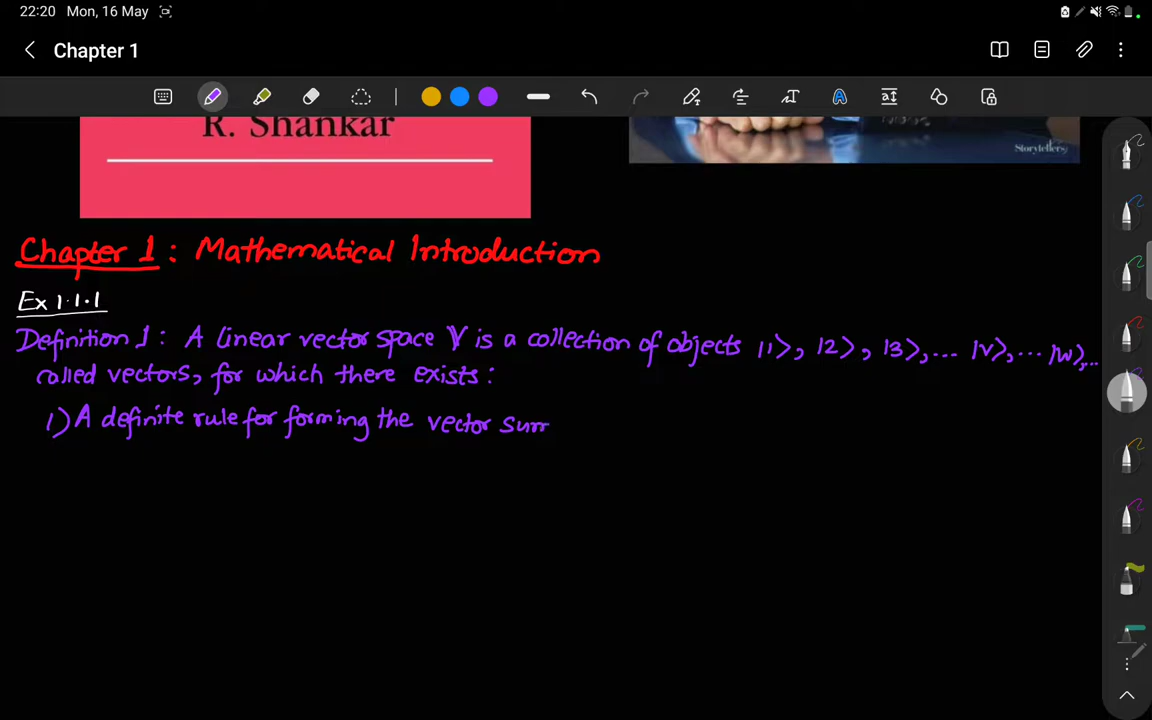 22:20 Mon, 16 May
Chapter 1
R. Shankar
Storytellers
Chapter 1 : Mathematical Introduction
Ex 1.1.1
Definition 1 : A linear vector space V is a collection of objects |1>, |2>, |3>, ... |V>, ... |W>,...
called vectors, for which there exists :
1) A definite rule for forming the vector sum